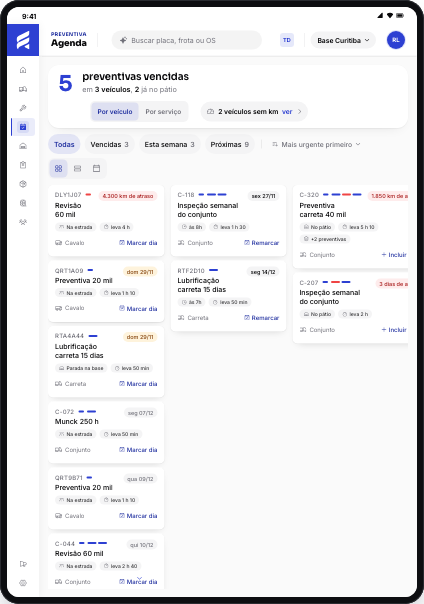 9:41
PREVENTIVA
Agenda
Buscar placa, frota ou OS
TD
Base Curitiba
RL
5
preventivas vencidas
em 3 veículos, 2 já no pátio
Por veículo
Por serviço
2 veículos sem km ver
Todas
Vencidas 3
Esta semana 3
Próximas 9
Mais urgente primeiro
DLY1J07
4.300 km de atraso
Revisão
60 mil
Na estrada
leva 4 h
Cavalo
Marcar dia
QRT1A09
dom 29/11
Preventiva 20 mil
Na estrada
leva 1 h 10
Cavalo
Marcar dia
RTA4A44
dom 29/11
Lubrificação
carreta 15 dias
Parada na base
leva 50 min
Carreta
Marcar dia
C-072
seg 07/12
Munck 250 h
Na estrada
leva 50 min
Conjunto
Marcar dia
QRT9B71
qua 09/12
Preventiva 20 mil
Na estrada
leva 1 h 10
Cavalo
Marcar dia
C-044
qui 10/12
Revisão 60 mil
Na estrada
leva 2 h 40
Conjunto
Marcar dia
C-118
sex 27/11
Inspeção semanal
do conjunto
às 8h
leva 1 h 30
Conjunto
Remarcar
RTF2D10
seg 14/12
Lubrificação
carreta 15 dias
às 7h
leva 50 min
Carreta
Remarcar
C-320
1.850 km de a
Preventiva
carreta 40 mil
No pátio
leva 5 h 10
+2 preventivas
Conjunto
Incluir
C-207
3 dias de a
Inspeção semanal
do conjunto
No pátio
leva 2 h
Conjunto
Incluir